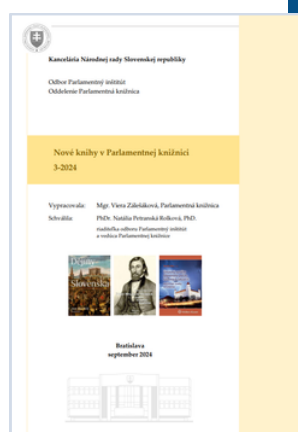 Kancelária Národnej rady Slovenskej republiky
Odbor Parlamentný inštitút
Oddelenie Parlamentná knižnica
Nové knihy v Parlamentnej knižnici
3-2024
Vypracovala: Mgr. Viera Zálešáková, Parlamentná knižnica
Schválila: PhDr. Natália Petranská Rolková, PhD.
riaditeľka odboru Parlamentný inštitút
a vedúca Parlamentnej knižnice
Dejiny
Slovenska
Bratislava
september 2024